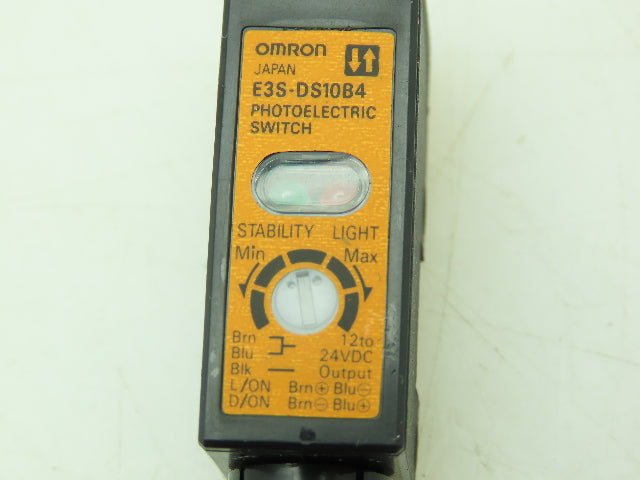 OMRON
JAPAN
E3S-DS10B4
PHOTOELECTRIC
SWITCH
STABILITY LIGHT
Min Max
Brn 12to
Blu 24VDC
Blk Output
L/ON Brn⊕ Blu⊖
D/ON Brn⊖ Blu⊕